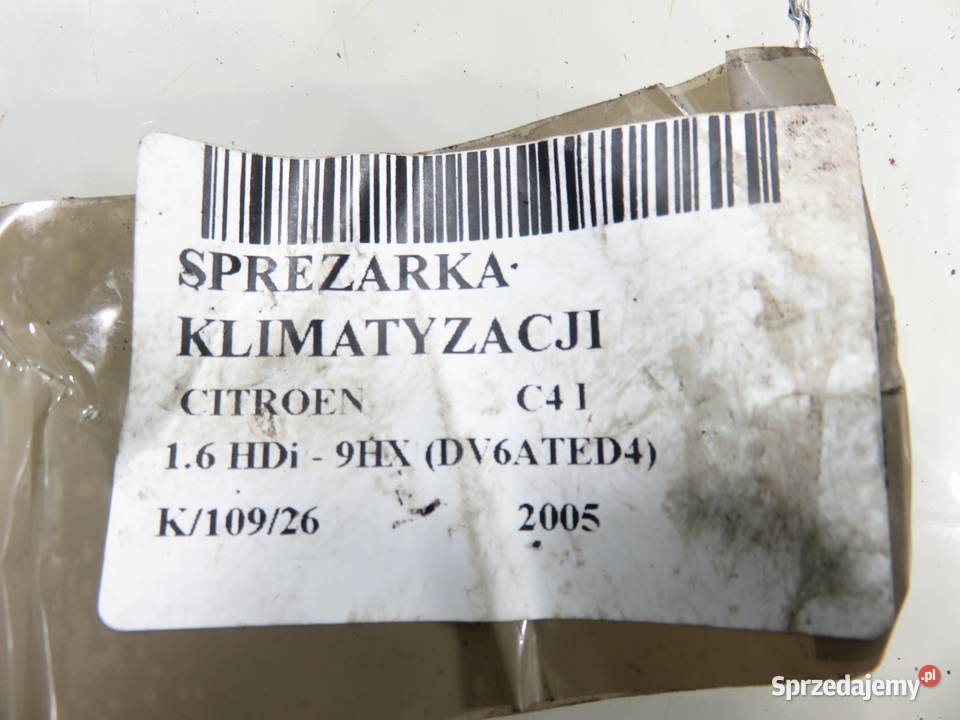 SPREZARKA
KLIMATYZACJI
CITROEN C4 I
1.6 HDi - 9HX (DV6ATED4)
K/109/26 2005
Sprzedajemy.pl